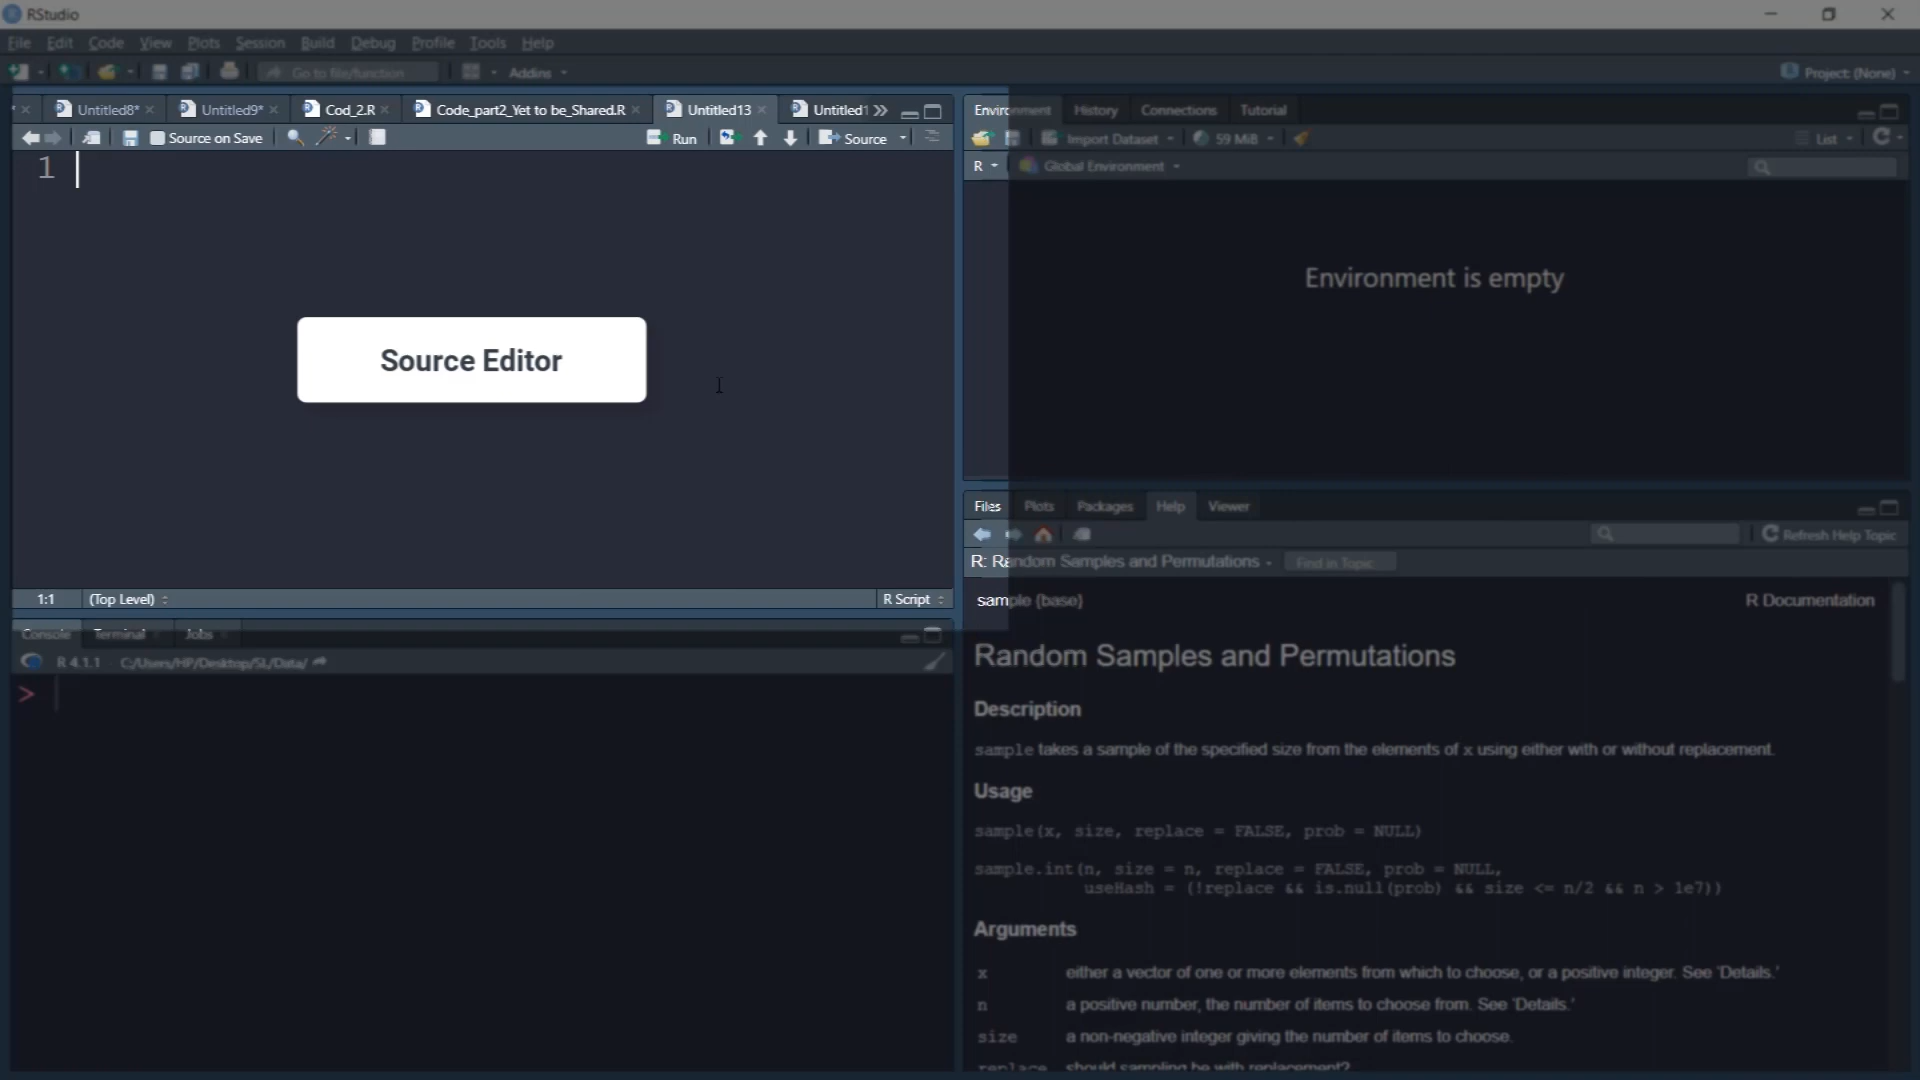 RStudio
File Edit Code View Plots Session Build Debug Profile Tools Help
Go to file/function Addins Project: (None)
Untitled8* Untitled9* Cod_2.R Code_part2_Yet to be_Shared.R Untitled13 Untitled1
Source on Save Run Source
1
Source Editor
1:1 (Top Level) R Script
Console Terminal Jobs
R 4.1.1 C:/Users/HP/Desktop/SL/Data/
>
Environment History Connections Tutorial
Import Dataset 59 MiB List
R Global Environment
Environment is empty
Files Plots Packages Help Viewer
Refresh Help Topic
R: Random Samples and Permutations Find in Topic
sample {base} R Documentation
Random Samples and Permutations
Description
sample takes a sample of the specified size from the elements of x using either with or without replacement.
Usage
sample(x, size, replace = FALSE, prob = NULL)
sample.int(n, size = n, replace = FALSE, prob = NULL,
useHash = (!replace && is.null(prob) && size <= n/2 && n > 1e7))
Arguments
x either a vector of one or more elements from which to choose, or a positive integer. See ‘Details.’
n a positive number, the number of items to choose from. See ‘Details.’
size a non-negative integer giving the number of items to choose.
replace should sampling be with replacement?